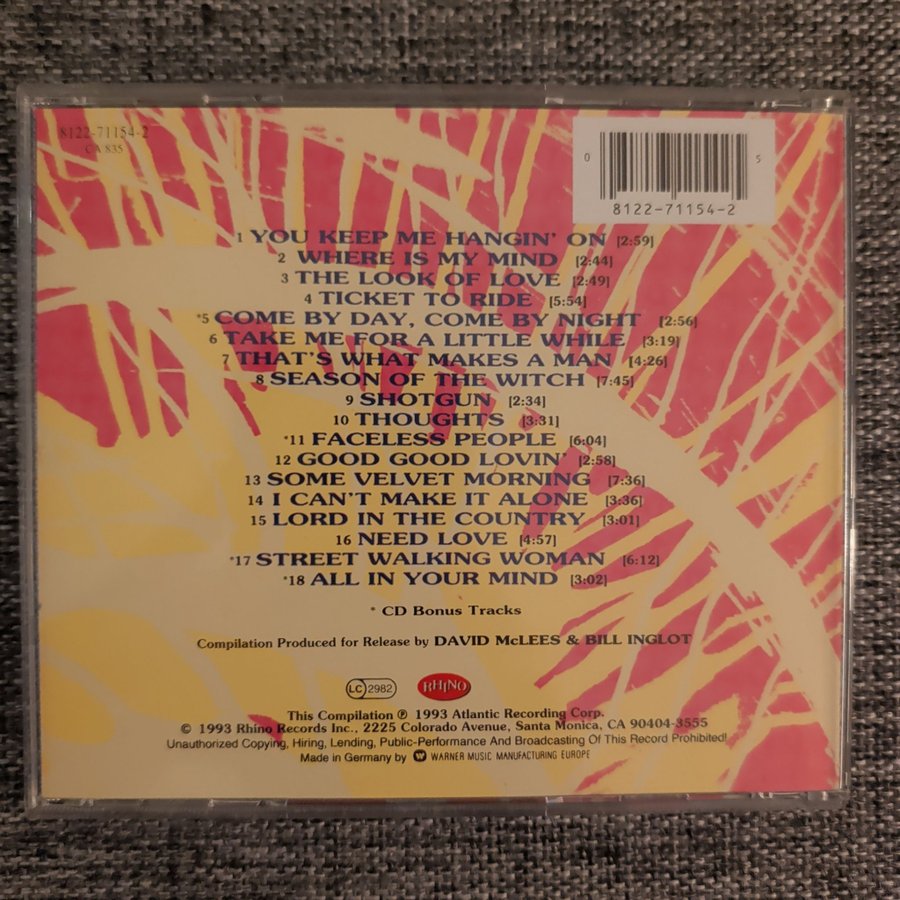 8122-71154-2
CA 835
0 5
8122-71154-2
1 YOU KEEP ME HANGIN' ON [2:59]
2 WHERE IS MY MIND [2:44]
3 THE LOOK OF LOVE [2:49]
4 TICKET TO RIDE [5:54]
*5 COME BY DAY, COME BY NIGHT [2:56]
6 TAKE ME FOR A LITTLE WHILE [3:19]
7 THAT'S WHAT MAKES A MAN [4:26]
8 SEASON OF THE WITCH [7:45]
9 SHOTGUN [2:34]
10 THOUGHTS [3:31]
*11 FACELESS PEOPLE [6:04]
12 GOOD GOOD LOVIN' [2:58]
13 SOME VELVET MORNING [7:36]
14 I CAN'T MAKE IT ALONE [3:36]
15 LORD IN THE COUNTRY [3:01]
16 NEED LOVE [4:57]
*17 STREET WALKING WOMAN [6:12]
*18 ALL IN YOUR MIND [3:02]
* CD Bonus Tracks
Compilation Produced for Release by DAVID McLEES & BILL INGLOT
LC 2982 RHINO
This Compilation ℗ 1993 Atlantic Recording Corp.
© 1993 Rhino Records Inc., 2225 Colorado Avenue, Santa Monica, CA 90404-3555
Unauthorized Copying, Hiring, Lending, Public-Performance And Broadcasting Of This Record Prohibited!
Made in Germany by WARNER MUSIC MANUFACTURING EUROPE